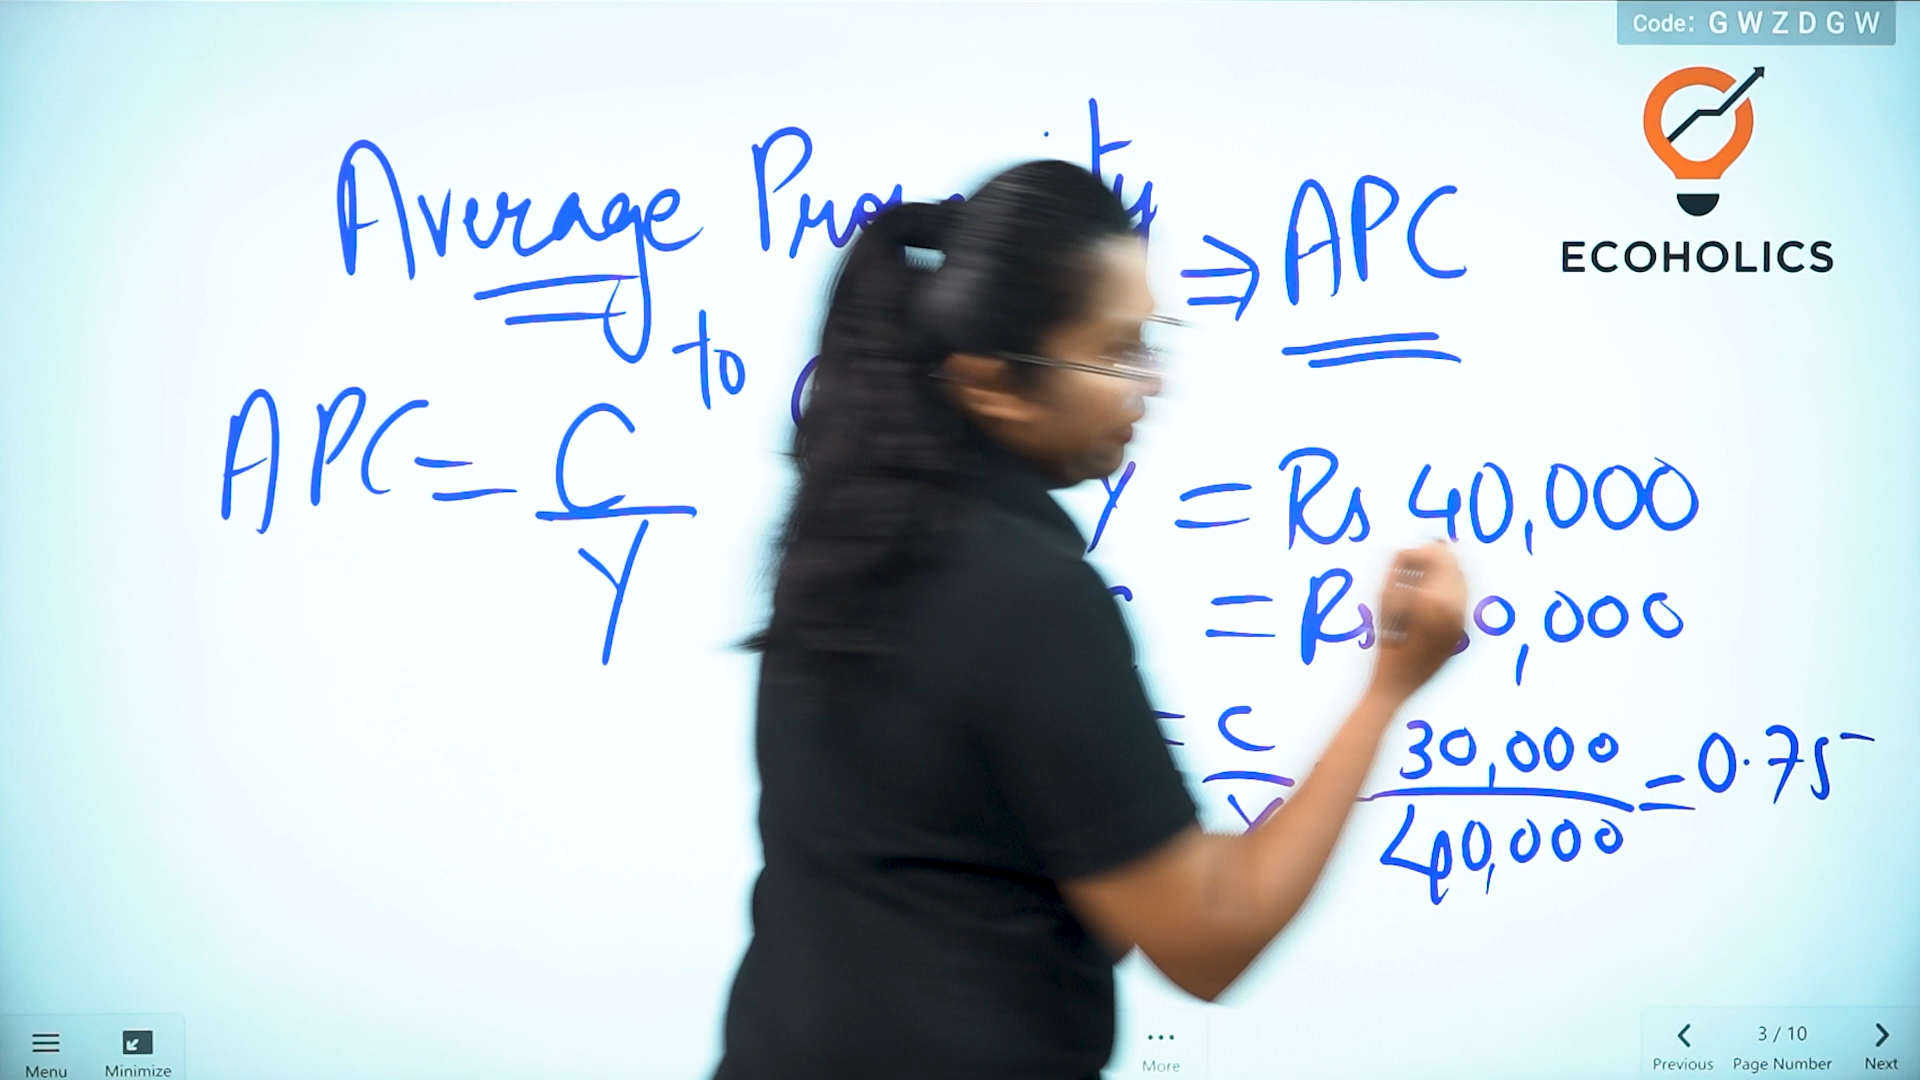 Code: G W Z D G W
ECOHOLICS
Average
⇒ APC
to
APC = C/Y
Y = Rs 40,000
= Rs 0,000
= C/Y 30,000/40,000 = 0.75
Menu
Minimize
More
Previous
3 / 10
Page Number
Next